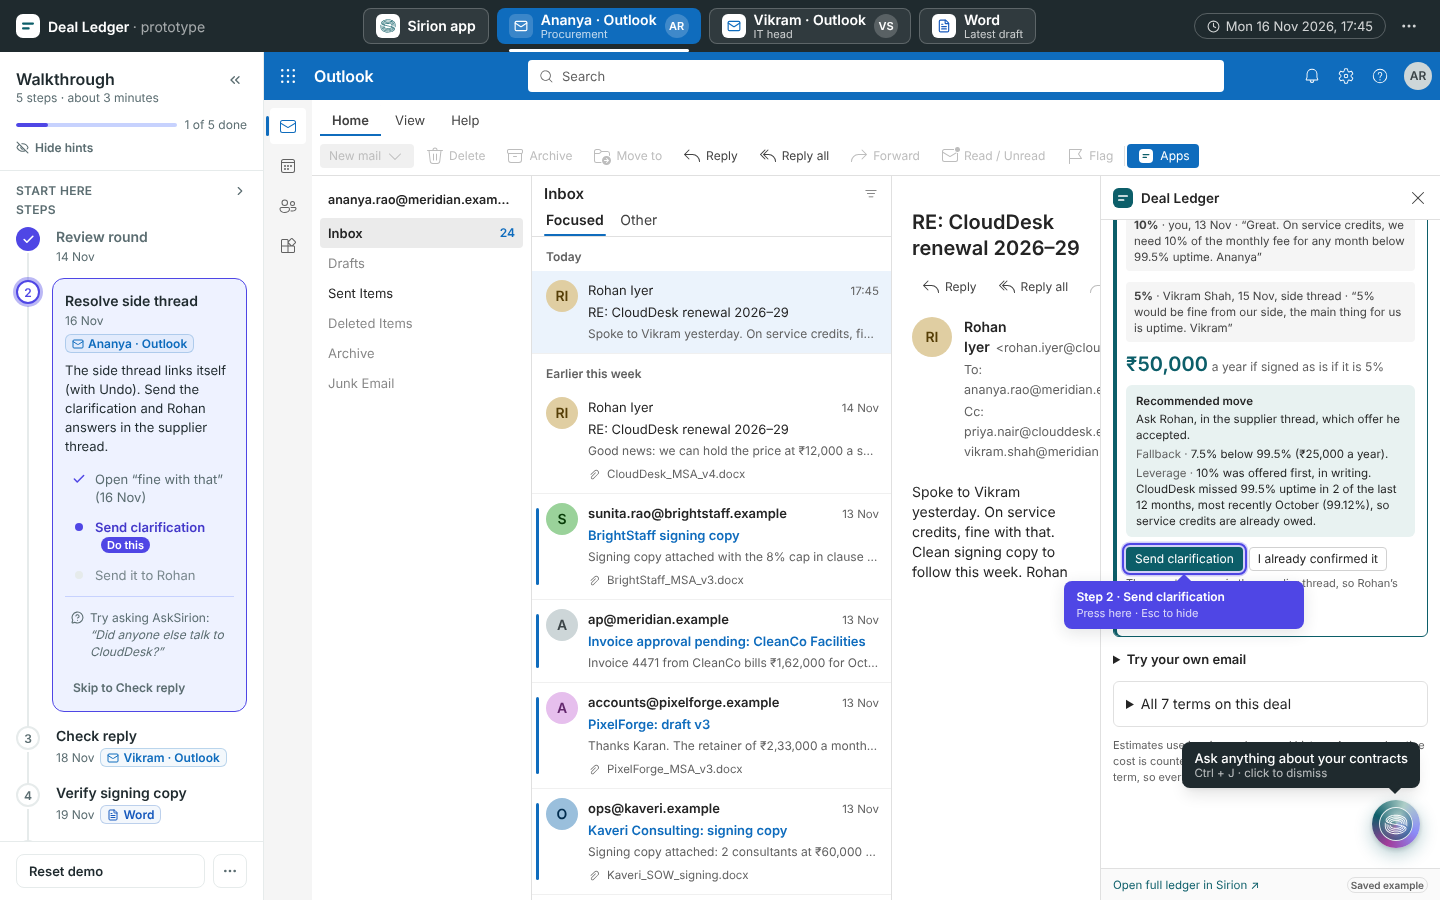 Deal Ledger · prototype
Sirion app
Ananya · Outlook
Procurement
AR
Vikram · Outlook
IT head
VS
Word
Latest draft
Mon 16 Nov 2026, 17:45
Walkthrough
5 steps · about 3 minutes
1 of 5 done
Hide hints
START HERE
STEPS
Review round
14 Nov
2
Resolve side thread
16 Nov
Ananya · Outlook
The side thread links itself
(with Undo). Send the
clarification and Rohan
answers in the supplier
thread.
Open “fine with that”
(16 Nov)
Send clarification
Do this
Send it to Rohan
Try asking AskSirion:
“Did anyone else talk to
CloudDesk?”
Skip to Check reply
3
Check reply
18 Nov
Vikram · Outlook
4
Verify signing copy
19 Nov
Word
Reset demo
Outlook
Search
AR
Home
View
Help
New mail
Delete
Archive
Move to
Reply
Reply all
Forward
Read / Unread
Flag
Apps
ananya.rao@meridian.exam...
Inbox
24
Drafts
Sent Items
Deleted Items
Archive
Junk Email
Inbox
Focused
Other
Today
RI
Rohan Iyer
17:45
RE: CloudDesk renewal 2026–29
Spoke to Vikram yesterday. On service credits, fi...
Earlier this week
RI
Rohan Iyer
14 Nov
RE: CloudDesk renewal 2026–29
Good news: we can hold the price at ₹12,000 a s...
CloudDesk_MSA_v4.docx
S
sunita.rao@brightstaff.example
13 Nov
BrightStaff signing copy
Signing copy attached with the 8% cap in clause ...
BrightStaff_MSA_v3.docx
A
ap@meridian.example
13 Nov
Invoice approval pending: CleanCo Facilities
Invoice 4471 from CleanCo bills ₹1,62,000 for Oct...
A
accounts@pixelforge.example
13 Nov
PixelForge: draft v3
Thanks Karan. The retainer of ₹2,33,000 a month...
PixelForge_MSA_v3.docx
O
ops@kaveri.example
13 Nov
Kaveri Consulting: signing copy
Signing copy attached: 2 consultants at ₹60,000 ...
Kaveri_SOW_signing.docx
RE: CloudDesk
renewal 2026–29
Reply
Reply all
RI
Rohan
Iyer <rohan.iyer@clou
To:
ananya.rao@meridian.e
Cc:
priya.nair@clouddesk.e
vikram.shah@meridian
Spoke to Vikram
yesterday. On service
credits, fine with that.
Clean signing copy to
follow this week. Rohan
Deal Ledger
10% · you, 13 Nov · “Great. On service credits, we
need 10% of the monthly fee for any month below
99.5% uptime. Ananya”
5% · Vikram Shah, 15 Nov, side thread · “5%
would be fine from our side, the main thing for us
is uptime. Vikram”
₹50,000 a year if signed as is if it is 5%
Recommended move
Ask Rohan, in the supplier thread, which offer he
accepted.
Fallback · 7.5% below 99.5% (₹25,000 a year).
Leverage · 10% was offered first, in writing.
CloudDesk missed 99.5% uptime in 2 of the last
12 months, most recently October (99.12%), so
service credits are already owed.
Send clarification
I already confirmed it
thread, so Rohan's
Step 2 · Send clarification
Press here · Esc to hide
Try your own email
All 7 terms on this deal
Estimates use
cost is counte
term, so ever
Ask anything about your contracts
Ctrl + J · click to dismiss
Open full ledger in Sirion ↗
Saved example